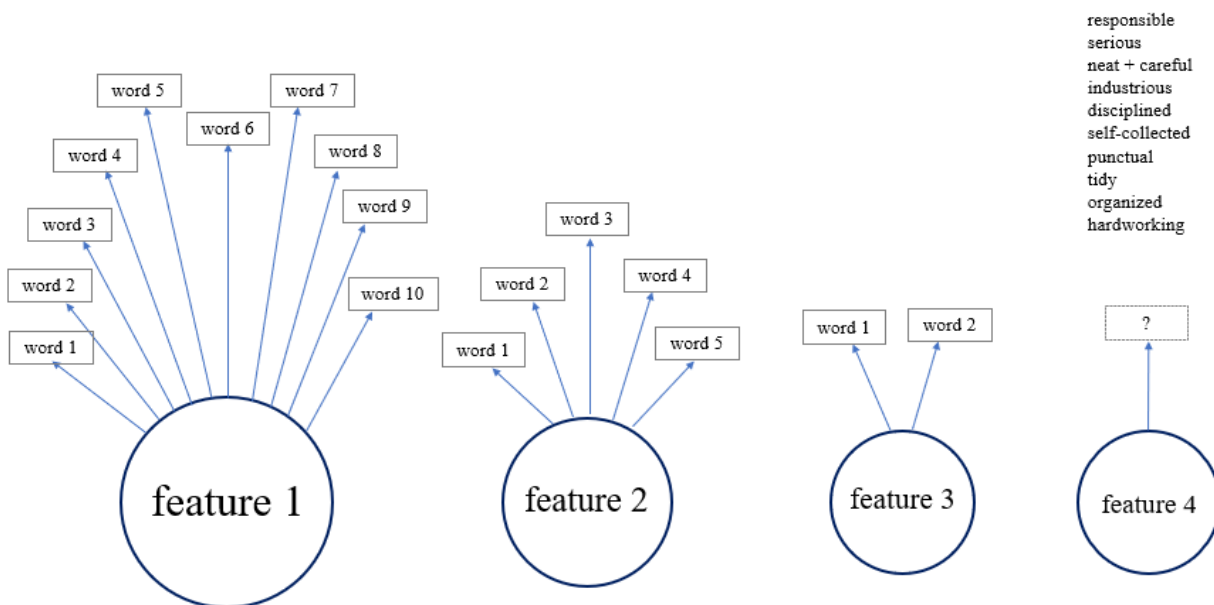 responsible
serious
neat + careful
industrious
disciplined
self-collected
punctual
tidy
organized
hardworking
word 5
word 7
word 6
word 4
word 8
word 3
word 9
word 2
word 10
word 1
feature 1
word 3
word 2
word 4
word 1
word 5
feature 2
word 1
word 2
feature 3
?
feature 4